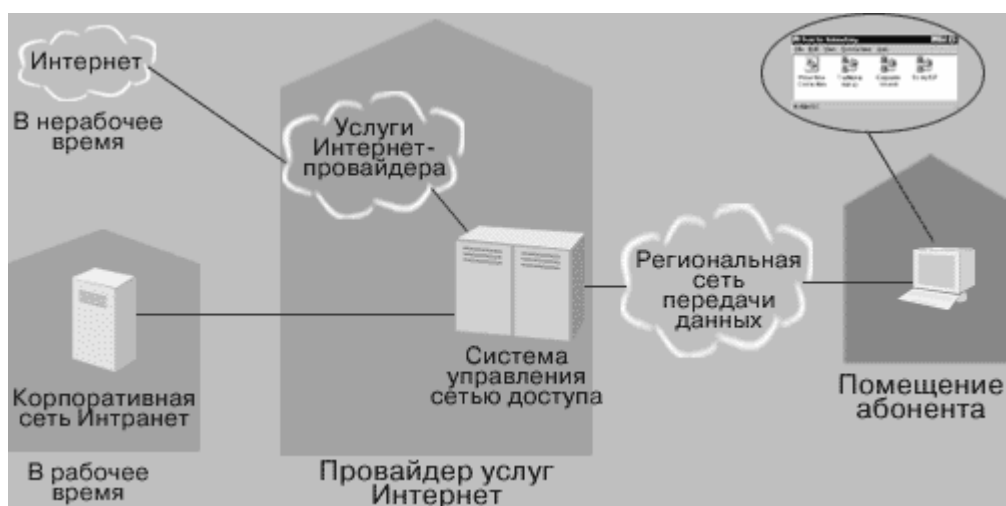 Интернет
В нерабочее
время
Услуги
Интернет-
провайдера
Региональная
сеть
передачи
данных
Система
управления
сетью доступа
Корпоративная
сеть Интранет
Помещение
абонента
В рабочее
время
Провайдер услуг
Интернет